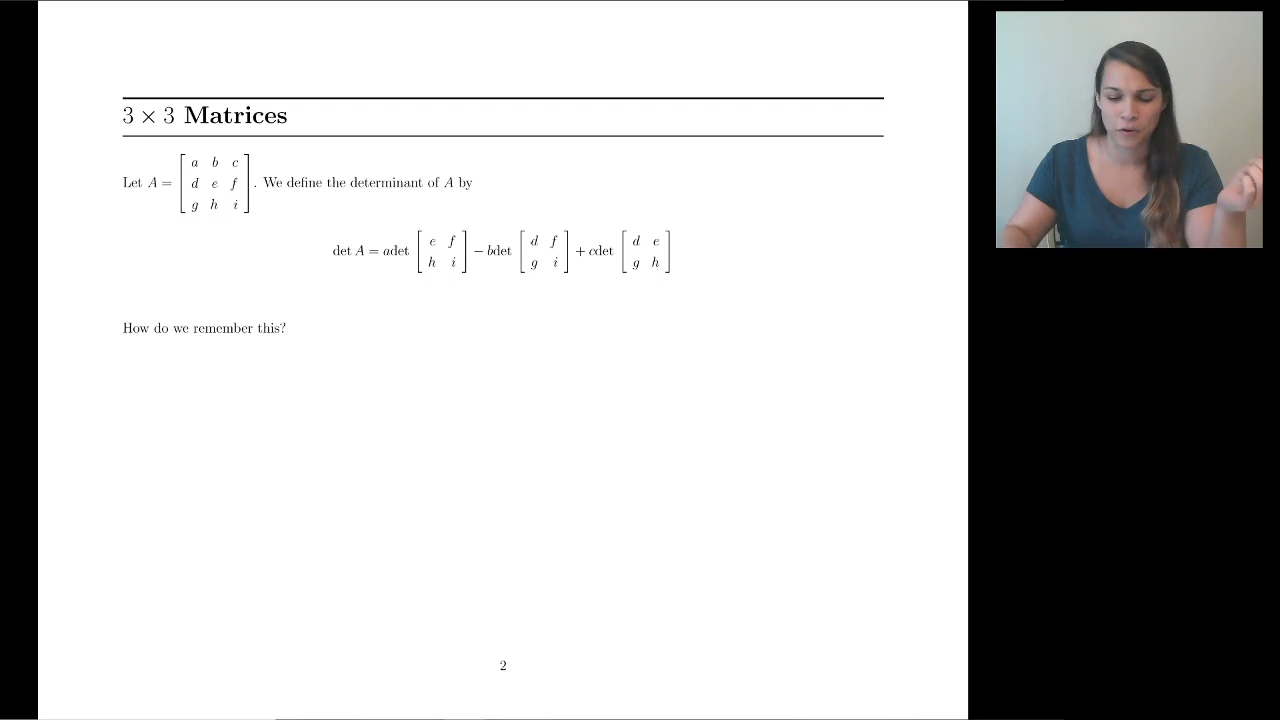 3 × 3 Matrices
Let A = [ a b c
d e f
g h i ] . We define the determinant of A by
det A = adet [ e f
h i ] − bdet [ d f
g i ] + cdet [ d e
g h ]
How do we remember this?
2